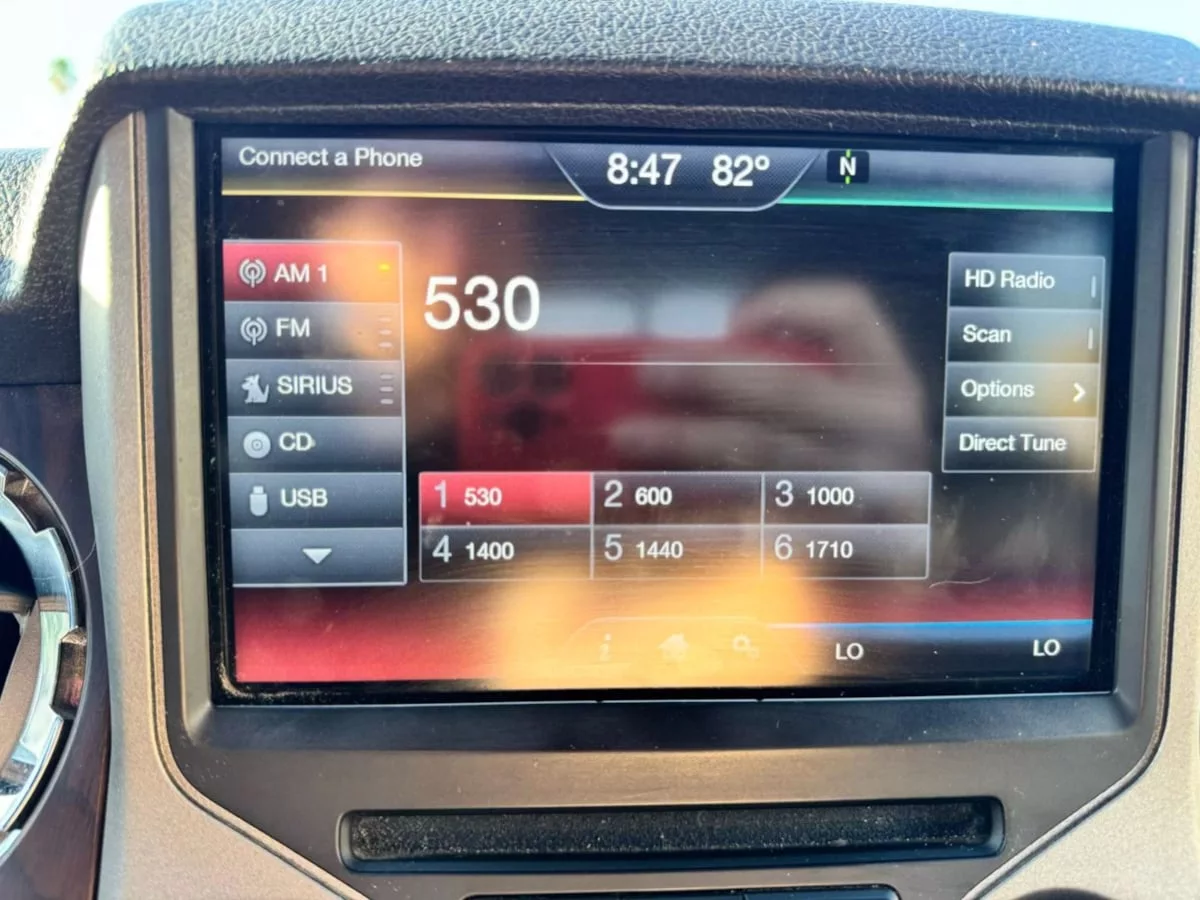 Connect a Phone 8:47 82° N
AM 1
FM
SIRIUS
CD
USB
530
1 530 2 600 3 1000
4 1400 5 1440 6 1710
HD Radio
Scan
Options
Direct Tune
i LO LO